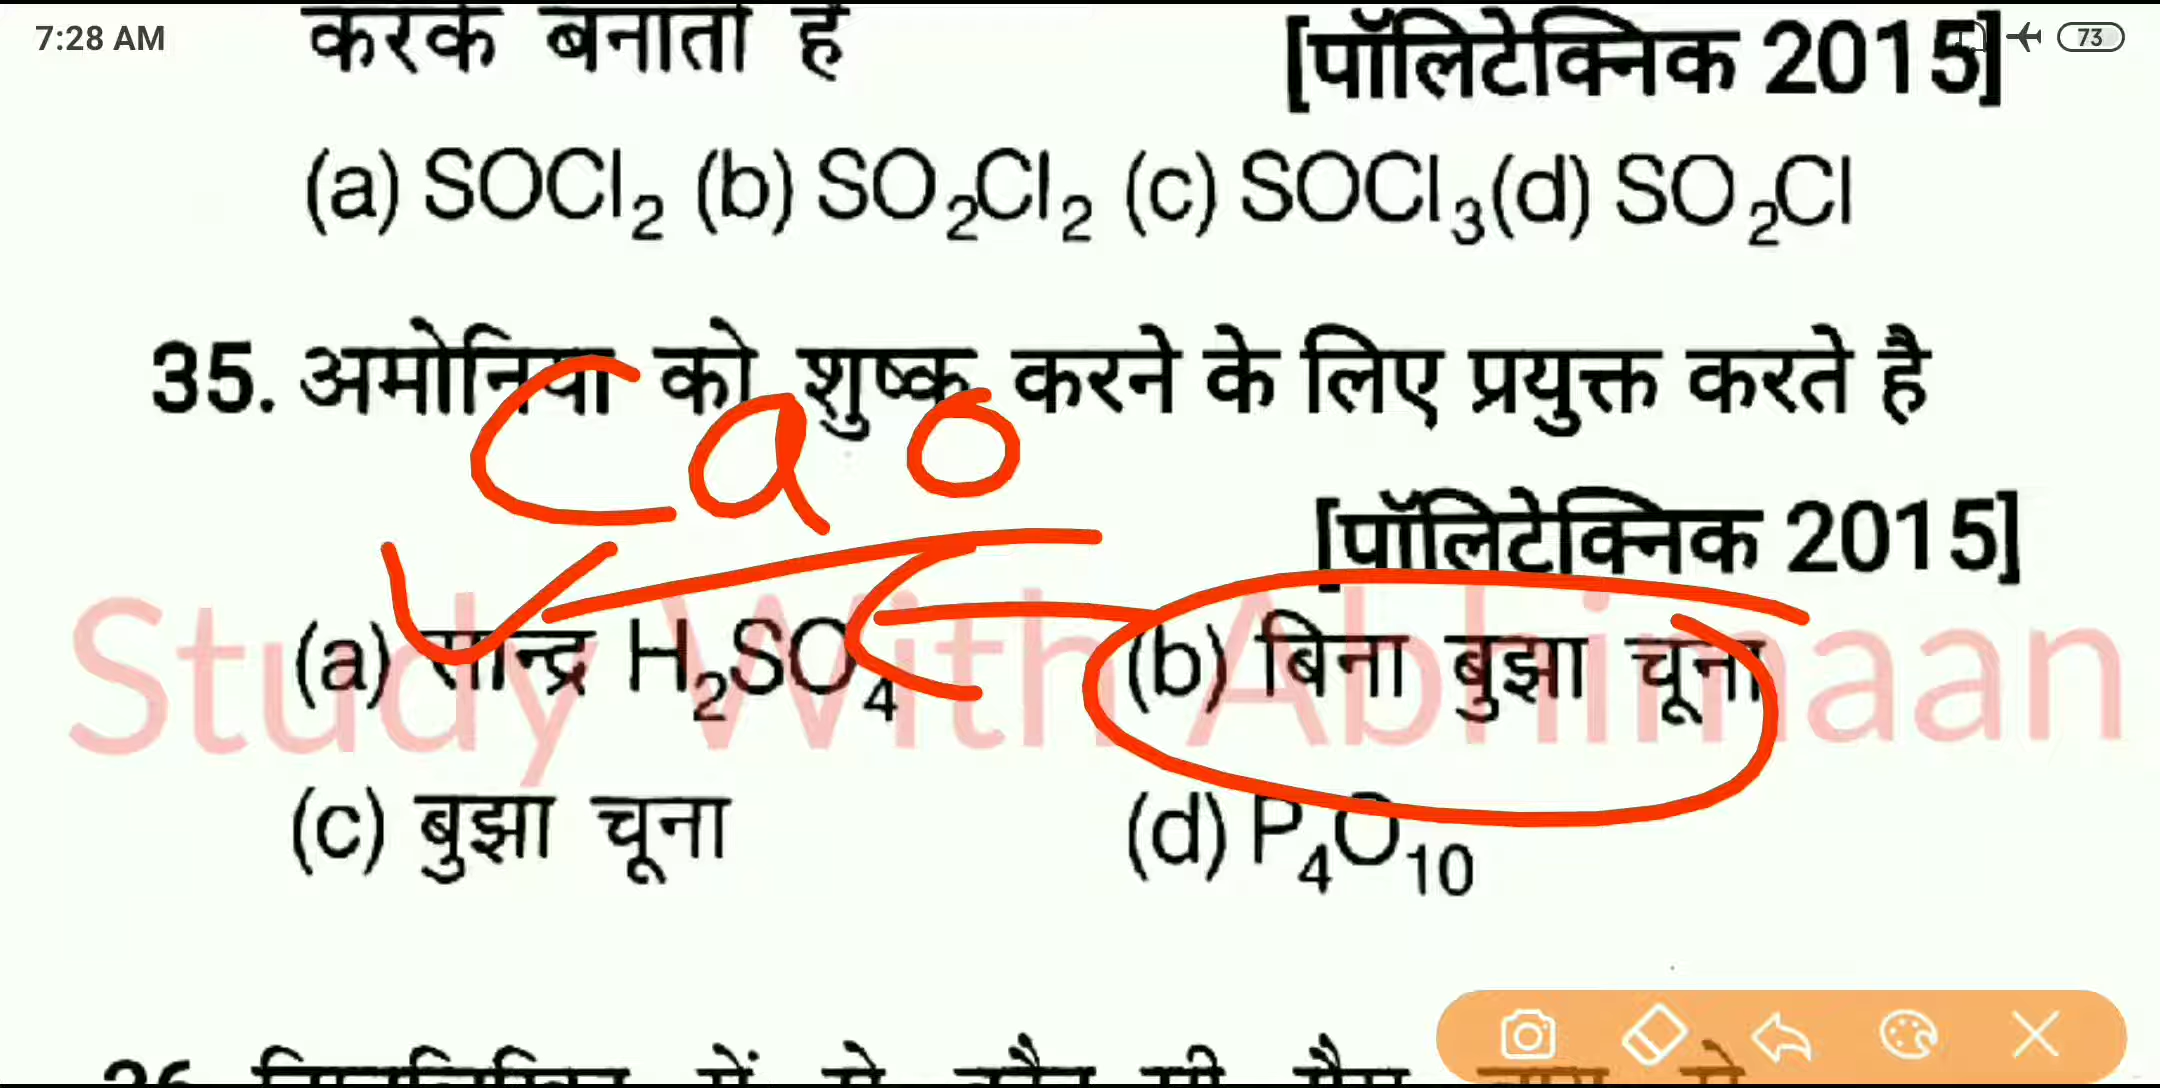 7:28 AM
करके बनाता है
[पॉलिटेक्निक 2015]
73
(a) SOCl₂ (b) SO₂Cl₂ (c) SOCl₃ (d) SO₂Cl
35. अमोनिया को शुष्क करने के लिए प्रयुक्त करते है
Cao
[पॉलिटेक्निक 2015]
(a) सान्द्र H₂SO₄ (b) बिना बुझा चूना
Study With Abhimaan
(c) बुझा चूना (d) P₄O₁₀